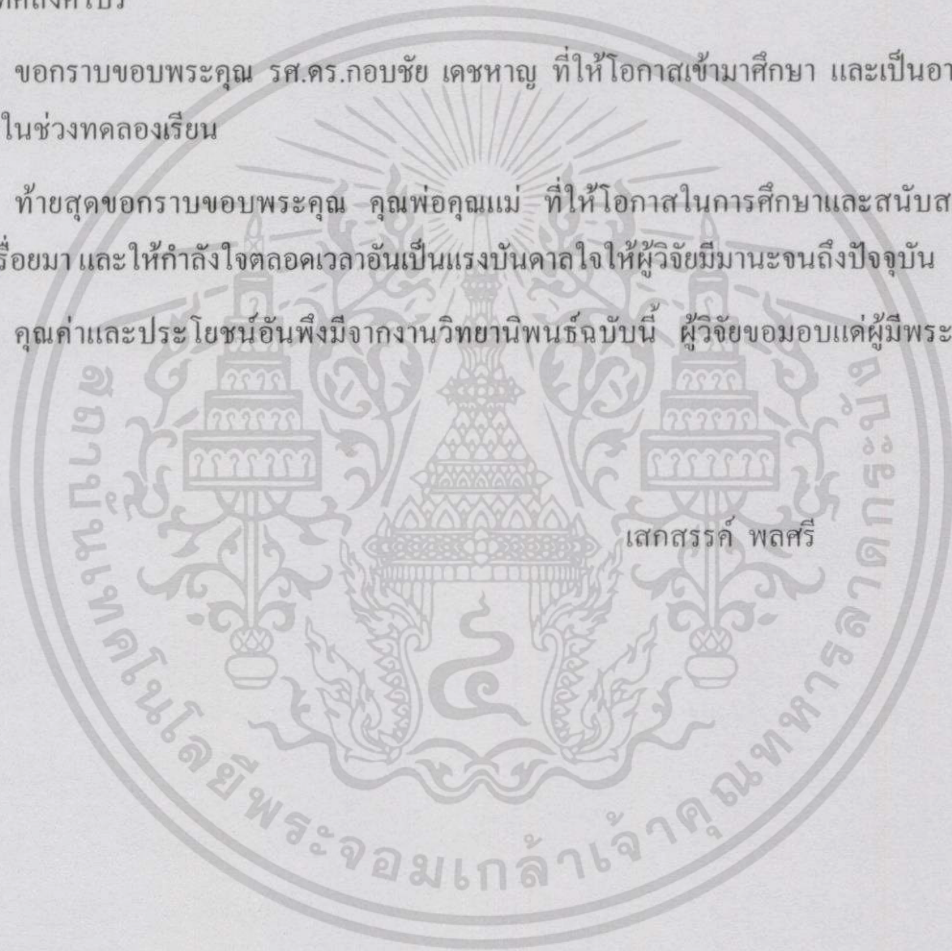 ขอกราบขอบพระคุณ รศ.ดร.กอบชัย เดชหาญ ที่ให้โอกาสเข้ามาศึกษา และเป็นอา
ในช่วงทดลองเรียน
ท้ายสุดขอกราบขอบพระคุณ คุณพ่อคุณแม่ ที่ให้โอกาสในการศึกษาและสนับส
รื่อยมา และให้กำลังใจตลอดเวลาอันเป็นแรงบันดาลใจให้ผู้วิจัยมีมานะจนถึงปัจจุบัน
คุณค่าและประโยชน์อันพึงมีจากงานวิทยานิพนธ์ฉบับนี้ ผู้วิจัยขอมอบแด่ผู้มีพระ
เสกสรรค์ พลศรี
สถาบันเทคโนโลยีพระจอมเกล้าเจ้าคุณทหารลาดกระบัง
๔